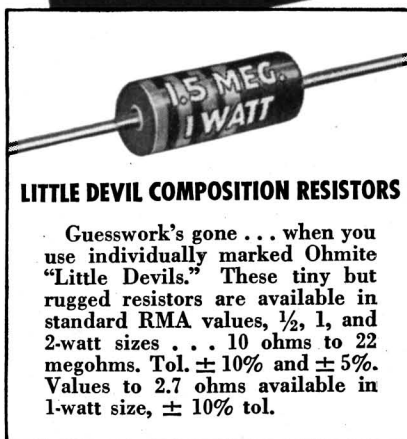 1.5 MEG.
1 WATT
LITTLE DEVIL COMPOSITION RESISTORS
Guesswork's gone . . . when you
use individually marked Ohmite
“Little Devils.” These tiny but
rugged resistors are available in
standard RMA values, ½, 1, and
2-watt sizes . . . 10 ohms to 22
megohms. Tol. ± 10% and ± 5%.
Values to 2.7 ohms available in
1-watt size, ± 10% tol.